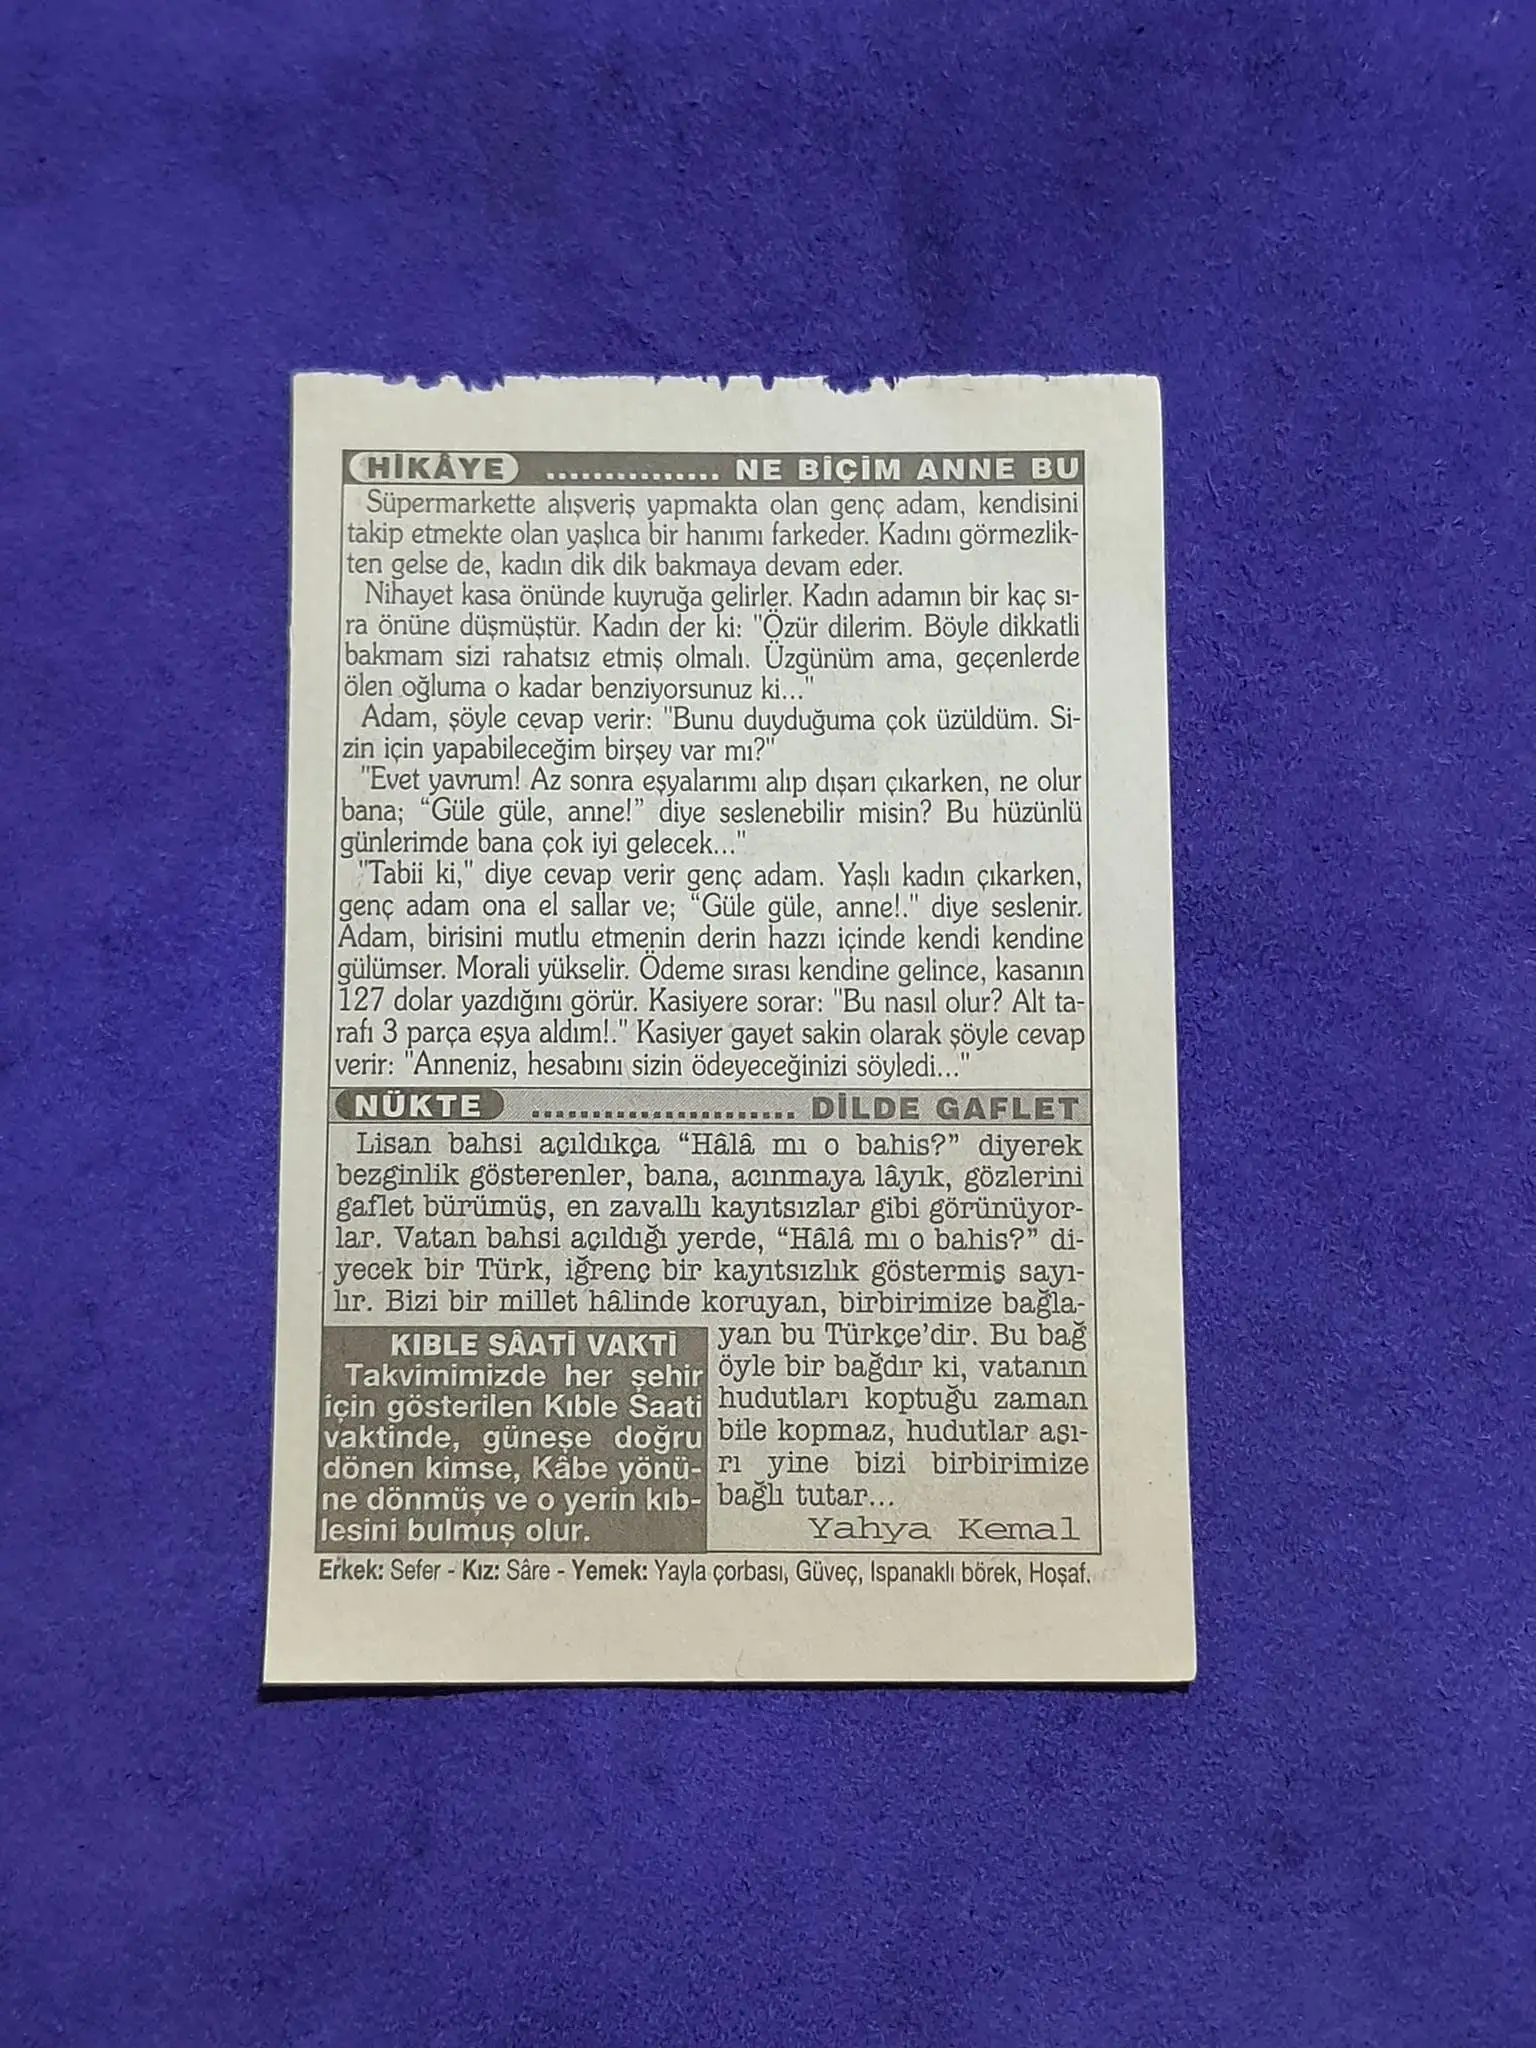 HİKÂYE ............... NE BİÇİM ANNE BU
Süpermarkette alışveriş yapmakta olan genç adam, kendisini
takip etmekte olan yaşlıca bir hanımı farkeder. Kadını görmezlik-
ten gelse de, kadın dik dik bakmaya devam eder.
Nihayet kasa önünde kuyruğa gelirler. Kadın adamın bir kaç sı-
ra önüne düşmüştür. Kadın der ki: "Özür dilerim. Böyle dikkatli
bakmam sizi rahatsız etmiş olmalı. Üzgünüm ama, geçenlerde
ölen oğluma o kadar benziyorsunuz ki..."
Adam, şöyle cevap verir: "Bunu duyduğuma çok üzüldüm. Si-
zin için yapabileceğim birşey var mı?"
"Evet yavrum! Az sonra eşyalarımı alıp dışarı çıkarken, ne olur
bana; “Güle güle, anne!” diye seslenebilir misin? Bu hüzünlü
günlerimde bana çok iyi gelecek..."
"Tabii ki," diye cevap verir genç adam. Yaşlı kadın çıkarken,
genç adam ona el sallar ve; “Güle güle, anne!." diye seslenir.
Adam, birisini mutlu etmenin derin hazzı içinde kendi kendine
gülümser. Morali yükselir. Ödeme sırası kendine gelince, kasanın
127 dolar yazdığını görür. Kasiyere sorar: "Bu nasıl olur? Alt ta-
rafı 3 parça eşya aldım!." Kasiyer gayet sakin olarak şöyle cevap
verir: "Anneniz, hesabını sizin ödeyeceğinizi söyledi..."
NÜKTE ...................... DİLDE GAFLET
Lisan bahsi açıldıkça “Hâlâ mı o bahis?” diyerek
bezginlik gösterenler, bana, acınmaya lâyık, gözlerini
gaflet bürümüş, en zavallı kayıtsızlar gibi görünüyor-
lar. Vatan bahsi açıldığı yerde, “Hâlâ mı o bahis?” di-
yecek bir Türk, iğrenç bir kayıtsızlık göstermiş sayı-
lır. Bizi bir millet hâlinde koruyan, birbirimize bağla-
yan bu Türkçe’dir. Bu bağ
öyle bir bağdır ki, vatanın
hudutları koptuğu zaman
bile kopmaz, hudutlar aşı-
rı yine bizi birbirimize
bağlı tutar...
Yahya Kemal
KIBLE SÂATİ VAKTİ
Takvimimizde her şehir
için gösterilen Kıble Saati
vaktinde, güneşe doğru
dönen kimse, Kâbe yönü-
ne dönmüş ve o yerin kıb-
lesini bulmuş olur.
Erkek: Sefer - Kız: Sâre - Yemek: Yayla çorbası, Güveç, Ispanaklı börek, Hoşaf.